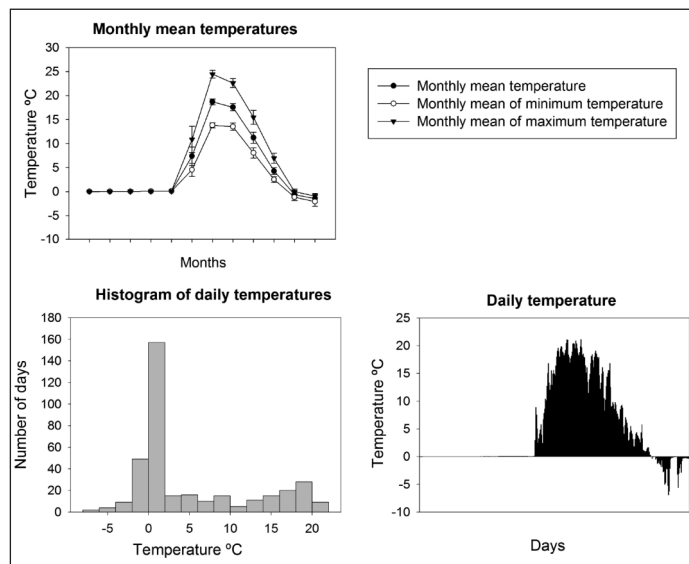 Monthly mean temperatures
30
25
20
15
10
5
0
-5
-10
Temperature ºC
Months
Monthly mean temperature
Monthly mean of minimum temperature
Monthly mean of maximum temperature
Histogram of daily temperatures
180
160
140
120
100
80
60
40
20
0
Number of days
-5 0 5 10 15 20
Temperature ºC
Daily temperature
25
20
15
10
5
0
-5
-10
Temperature ºC
Days